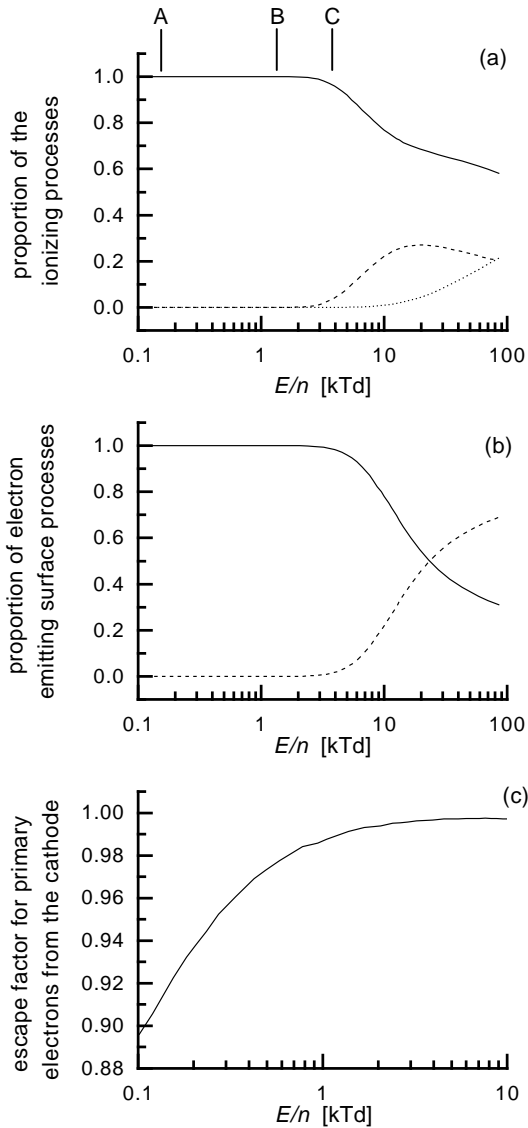 A B C
(a)
proportion of the
ionizing processes
1.0
0.8
0.6
0.4
0.2
0.0
0.1 1 10 100
E/n [kTd]
(b)
proportion of electron
emitting surface processes
1.0
0.8
0.6
0.4
0.2
0.0
0.1 1 10 100
E/n [kTd]
(c)
escape factor for primary
electrons from the cathode
1.00
0.98
0.96
0.94
0.92
0.90
0.88
0.1 1 10
E/n [kTd]